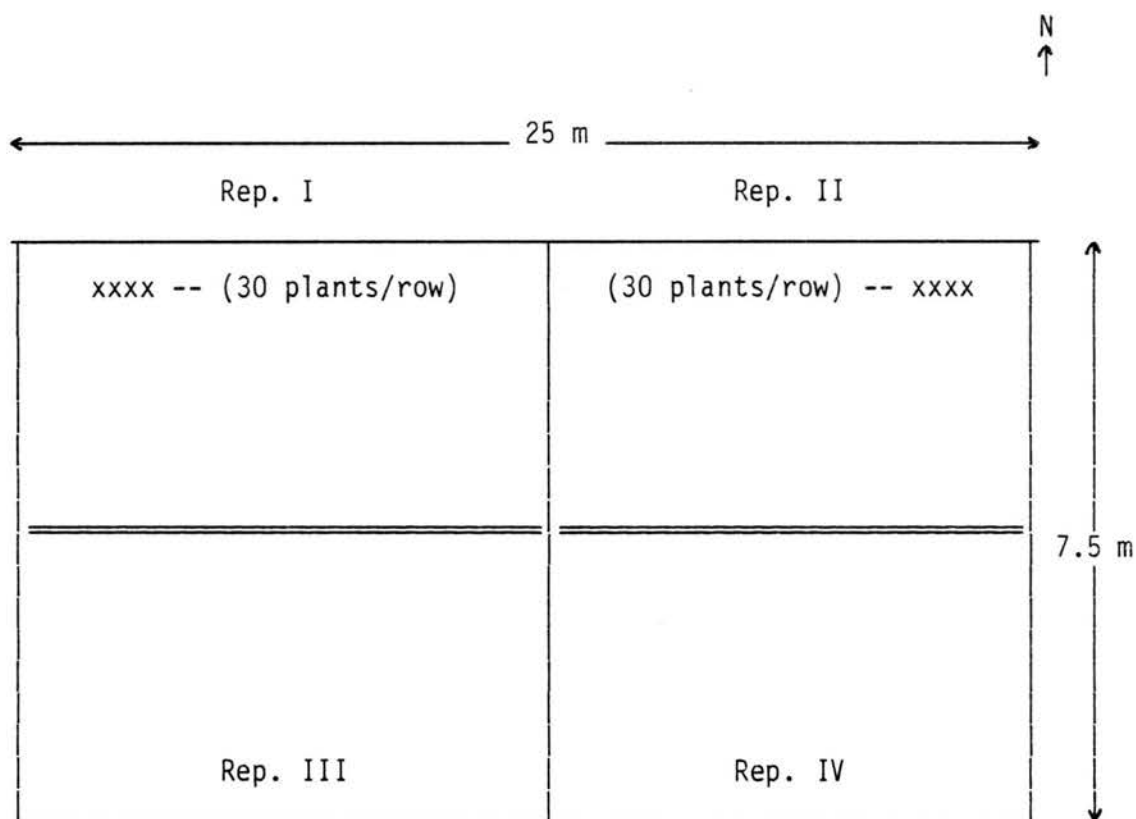 N
25 m
Rep. I Rep. II
xxxx -- (30 plants/row) (30 plants/row) -- xxxx
7.5 m
Rep. III Rep. IV